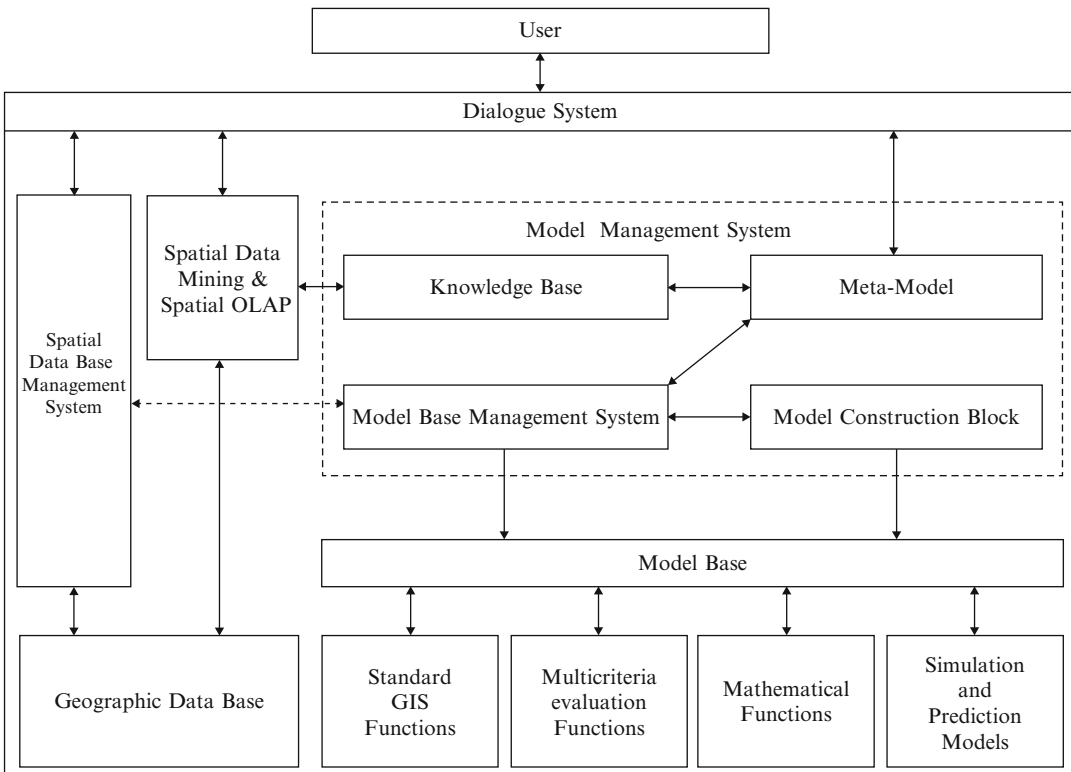 User
Dialogue System
Spatial Data
Mining &
Spatial OLAP
Model Management System
Knowledge Base
Meta-Model
Spatial
Data Base
Management
System
Model Base Management System
Model Construction Block
Model Base
Geographic Data Base
Standard
GIS
Functions
Multicriteria
evaluation
Functions
Mathematical
Functions
Simulation
and
Prediction
Models